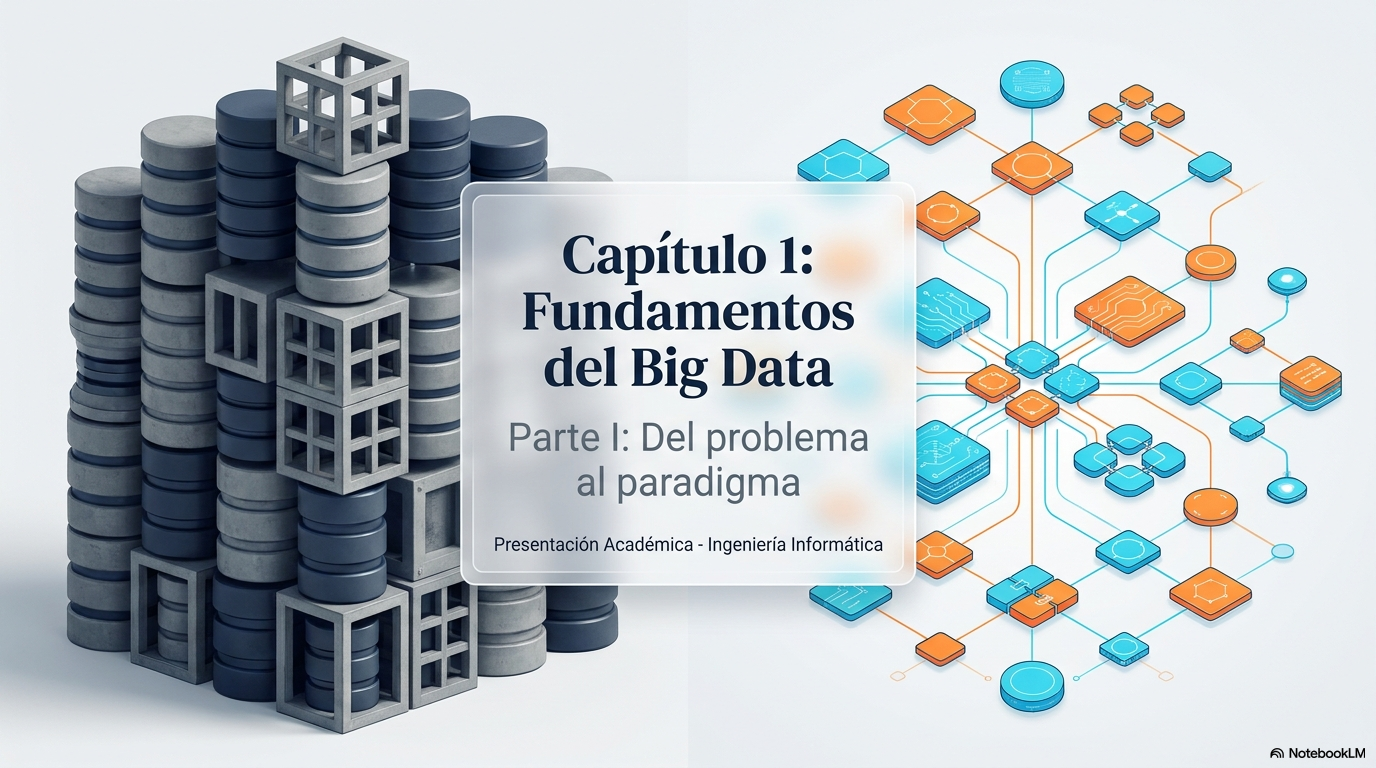 Capítulo 1:
Fundamentos
del Big Data
Parte I: Del problema
al paradigma
Presentación Académica - Ingeniería Informática
NotebookLM